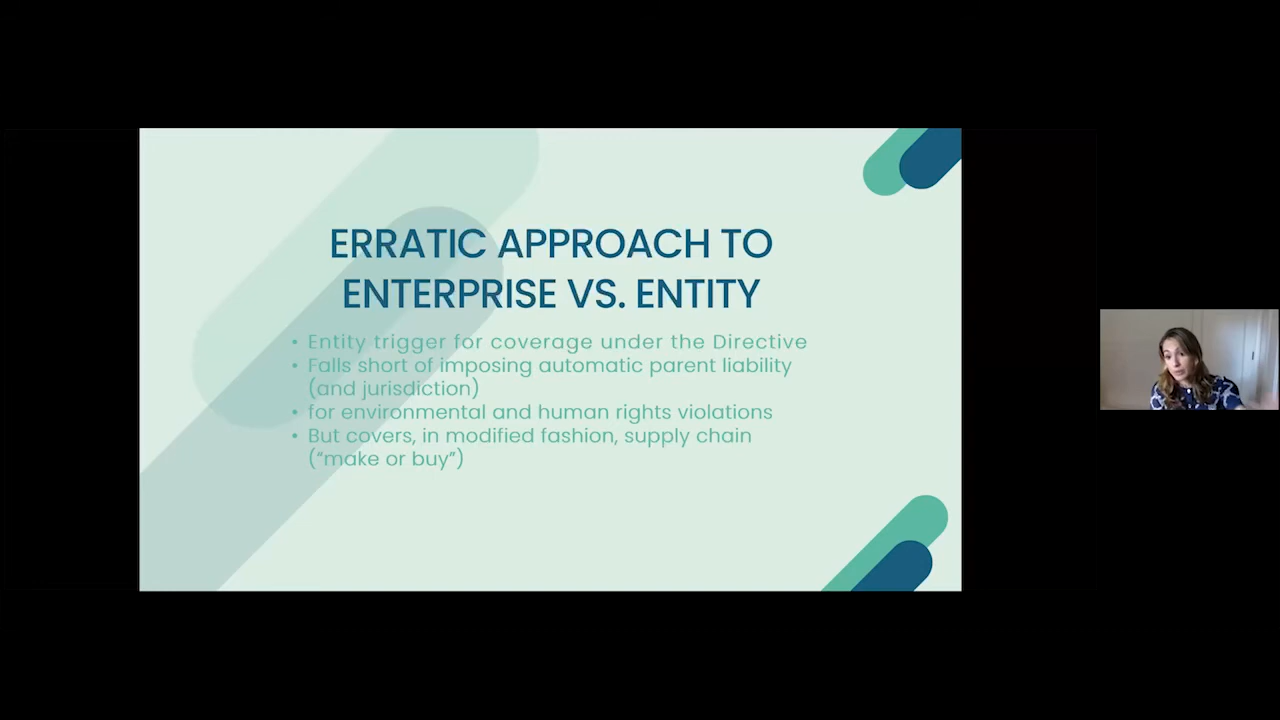 ERRATIC APPROACH TO
ENTERPRISE VS. ENTITY
• Entity trigger for coverage under the Directive
• Falls short of imposing automatic parent liability
(and jurisdiction)
• for environmental and human rights violations
• But covers, in modified fashion, supply chain
(“make or buy”)